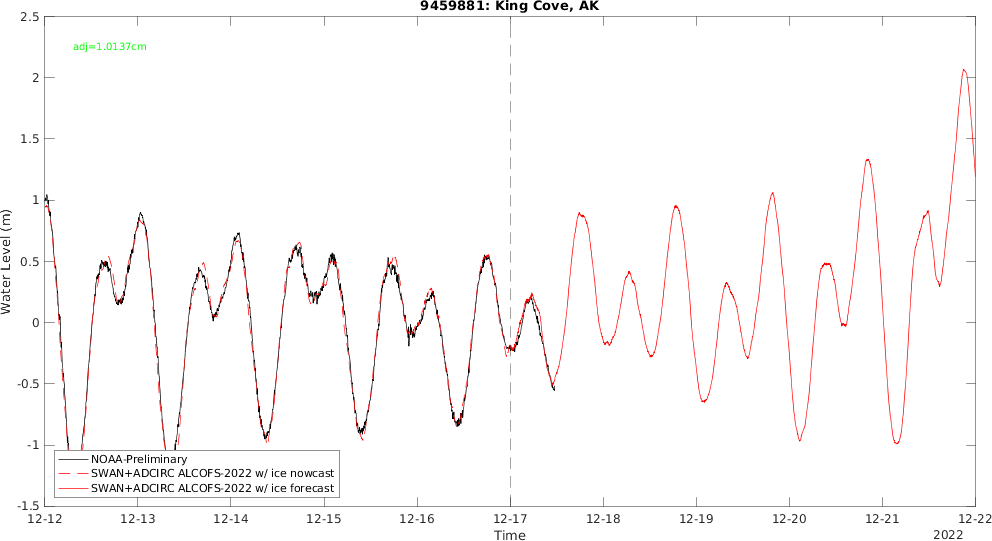 9459881: King Cove, AK
adj=1.0137cm
Water Level (m)
2.5
2
1.5
1
0.5
0
-0.5
-1
-1.5
NOAA-Preliminary
SWAN+ADCIRC ALCOFS-2022 w/ ice nowcast
SWAN+ADCIRC ALCOFS-2022 w/ ice forecast
12-12 12-13 12-14 12-15 12-16 12-17 12-18 12-19 12-20 12-21 12-22
Time
2022